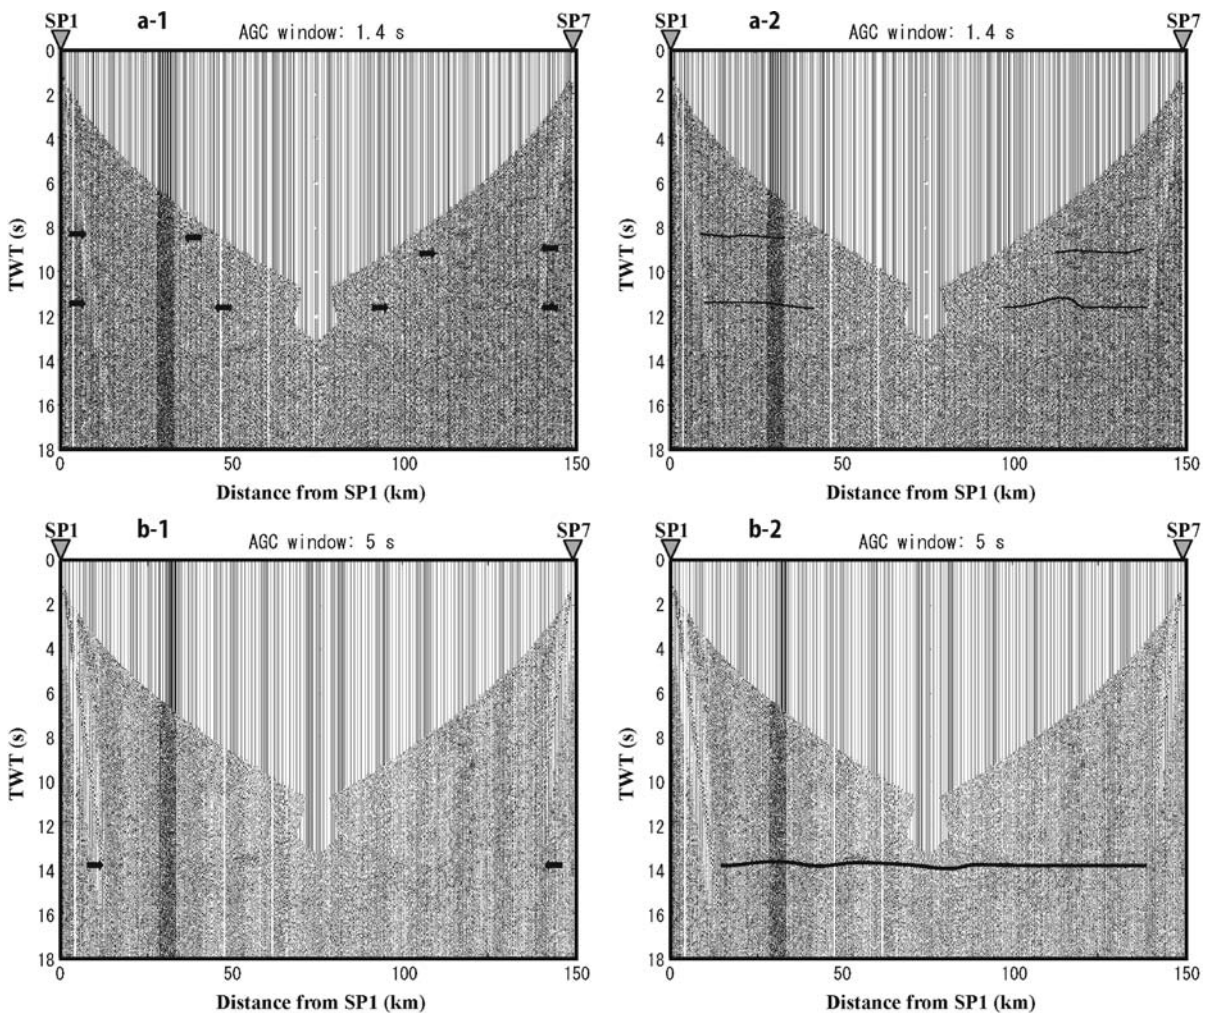 SP1 a-1 SP7
AGC window: 1.4 s
0
2
4
6
8
10
12
14
16
18
TWT (s)
0 50 100 150
Distance from SP1 (km)
SP1 a-2 SP7
AGC window: 1.4 s
0
2
4
6
8
10
12
14
16
18
TWT (s)
0 50 100 150
Distance from SP1 (km)
SP1 b-1 SP7
AGC window: 5 s
0
2
4
6
8
10
12
14
16
18
TWT (s)
0 50 100 150
Distance from SP1 (km)
SP1 b-2 SP7
AGC window: 5 s
0
2
4
6
8
10
12
14
16
18
TWT (s)
0 50 100 150
Distance from SP1 (km)